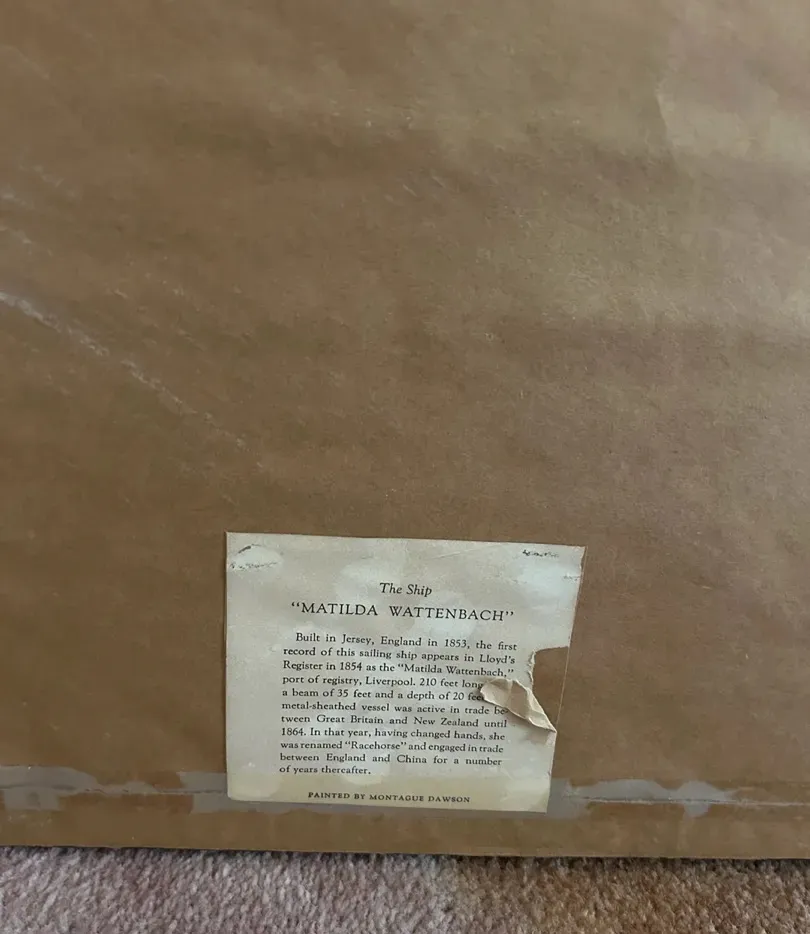 The Ship
“MATILDA WATTENBACH”
Built in Jersey, England in 1853, the first
record of this sailing ship appears in Lloyd's
Register in 1854 as the “Matilda Wattenbach,”
port of registry, Liverpool. 210 feet long
a beam of 35 feet and a depth of 20
metal-sheathed vessel was active in trade be-
tween Great Britain and New Zealand until
1864. In that year, having changed hands, she
was renamed “Racehorse” and engaged in trade
between England and China for a number
of years thereafter.
PAINTED BY MONTAGUE DAWSON